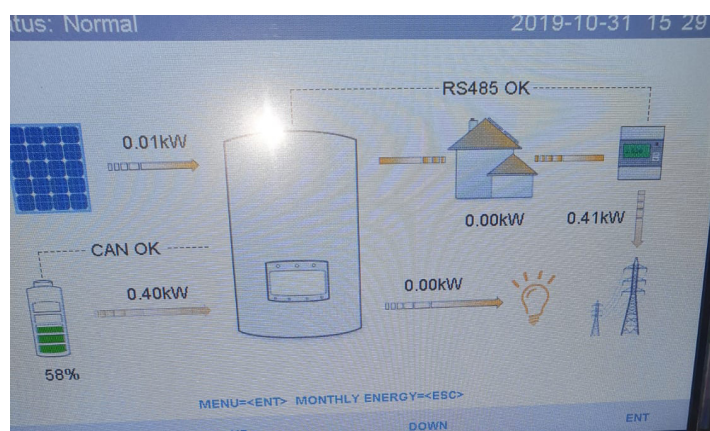 atus: Normal 2019-10-31 15 29
RS485 OK
0.01kW
0.00kW 0.41kW
CAN OK
0.40kW 0.00kW
58%
MENU=<ENT> MONTHLY ENERGY=<ESC>
DOWN ENT